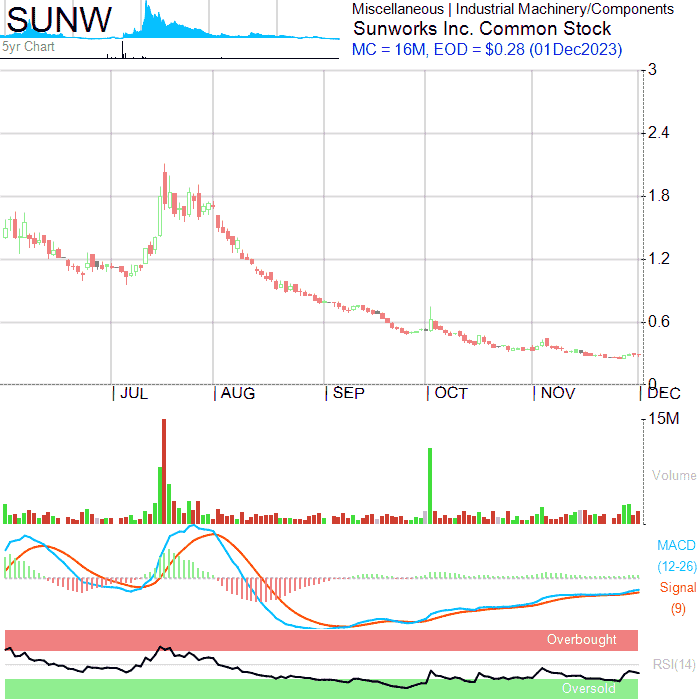 SUNW
5yr Chart
Miscellaneous | Industrial Machinery/Components
Sunworks Inc. Common Stock
MC = 16M, EOD = $0.28 (01Dec2023)
3
2.4
1.8
1.2
0.6
0
JUL AUG SEP OCT NOV DEC
15M
Volume
MACD
(12-26)
Signal
(9)
Overbought
RSI(14)
Oversold